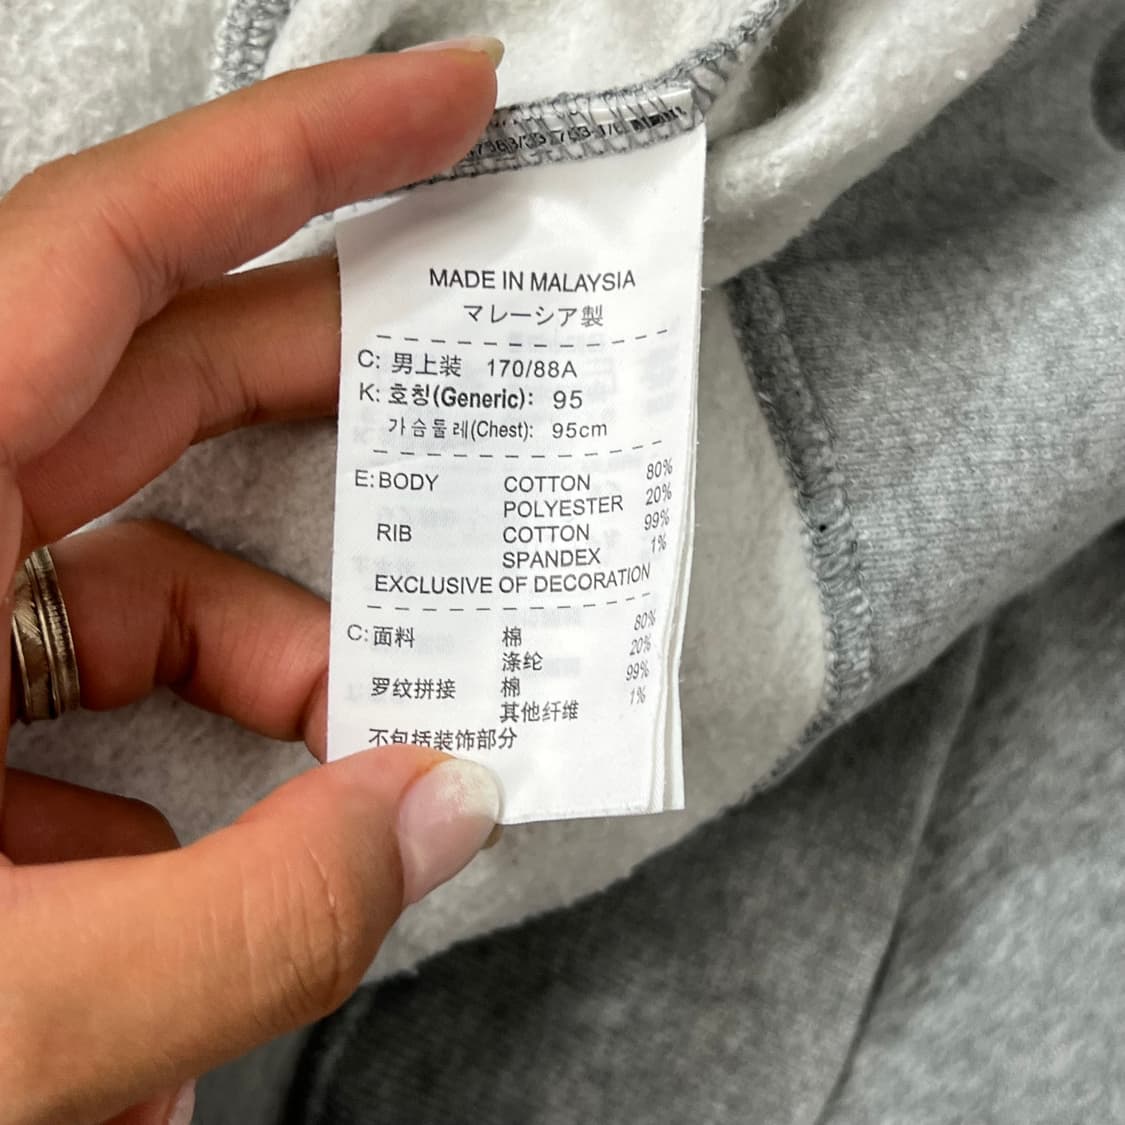 MADE IN MALAYSIA
マレーシア製
C: 男上装 170/88A
K: 호칭(Generic): 95
가슴둘레(Chest): 95cm
E: BODY COTTON 80%
POLYESTER 20%
RIB COTTON 99%
SPANDEX 1%
EXCLUSIVE OF DECORATION
C: 面料 棉 80%
涤纶 20%
罗纹拼接 棉 99%
其他纤维 1%
不包括装饰部分